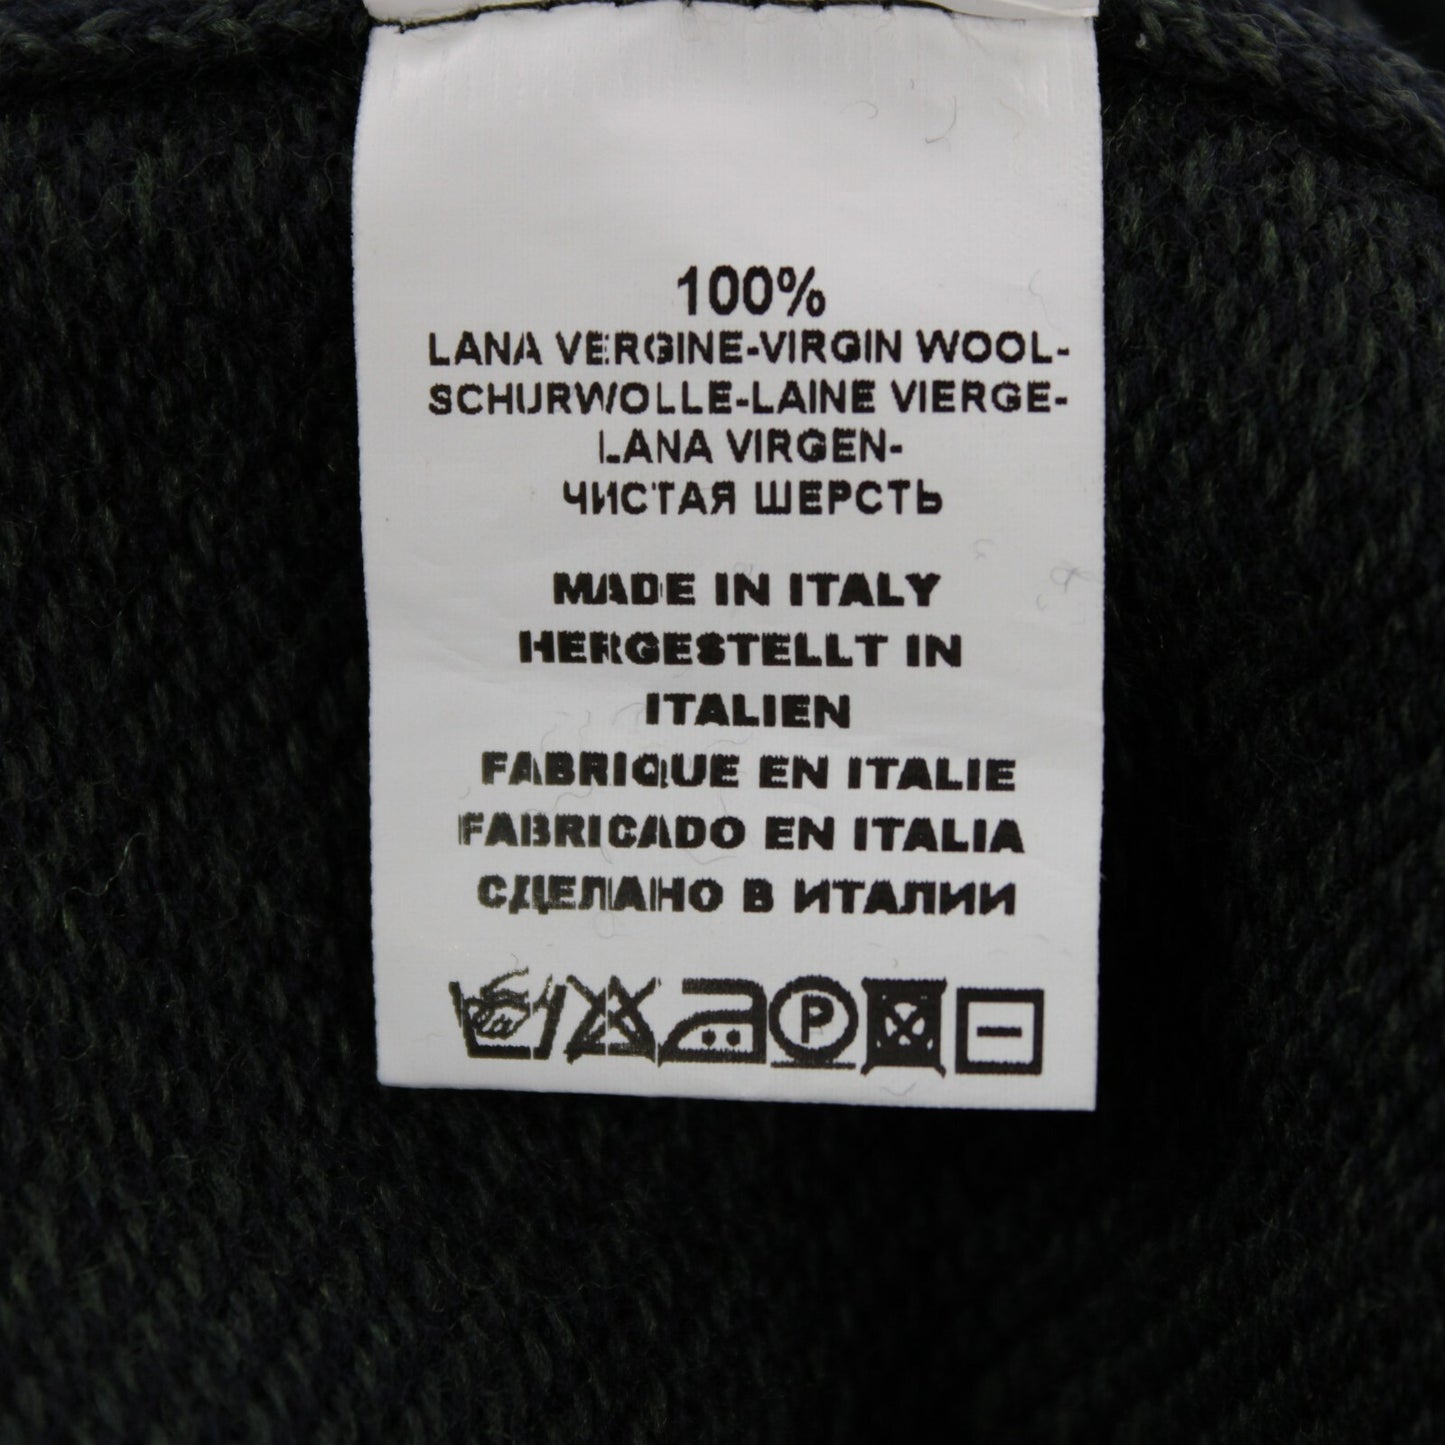 100%
LANA VERGINE-VIRGIN WOOL-
SCHURWOLLE-LAINE VIERGE-
LANA VIRGEN-
ЧИСТАЯ ШЕРСТЬ
MADE IN ITALY
HERGESTELLT IN
ITALIEN
FABRIQUE EN ITALIE
FABRICADO EN ITALIA
СДЕЛАНО В ИТАЛИИ
P